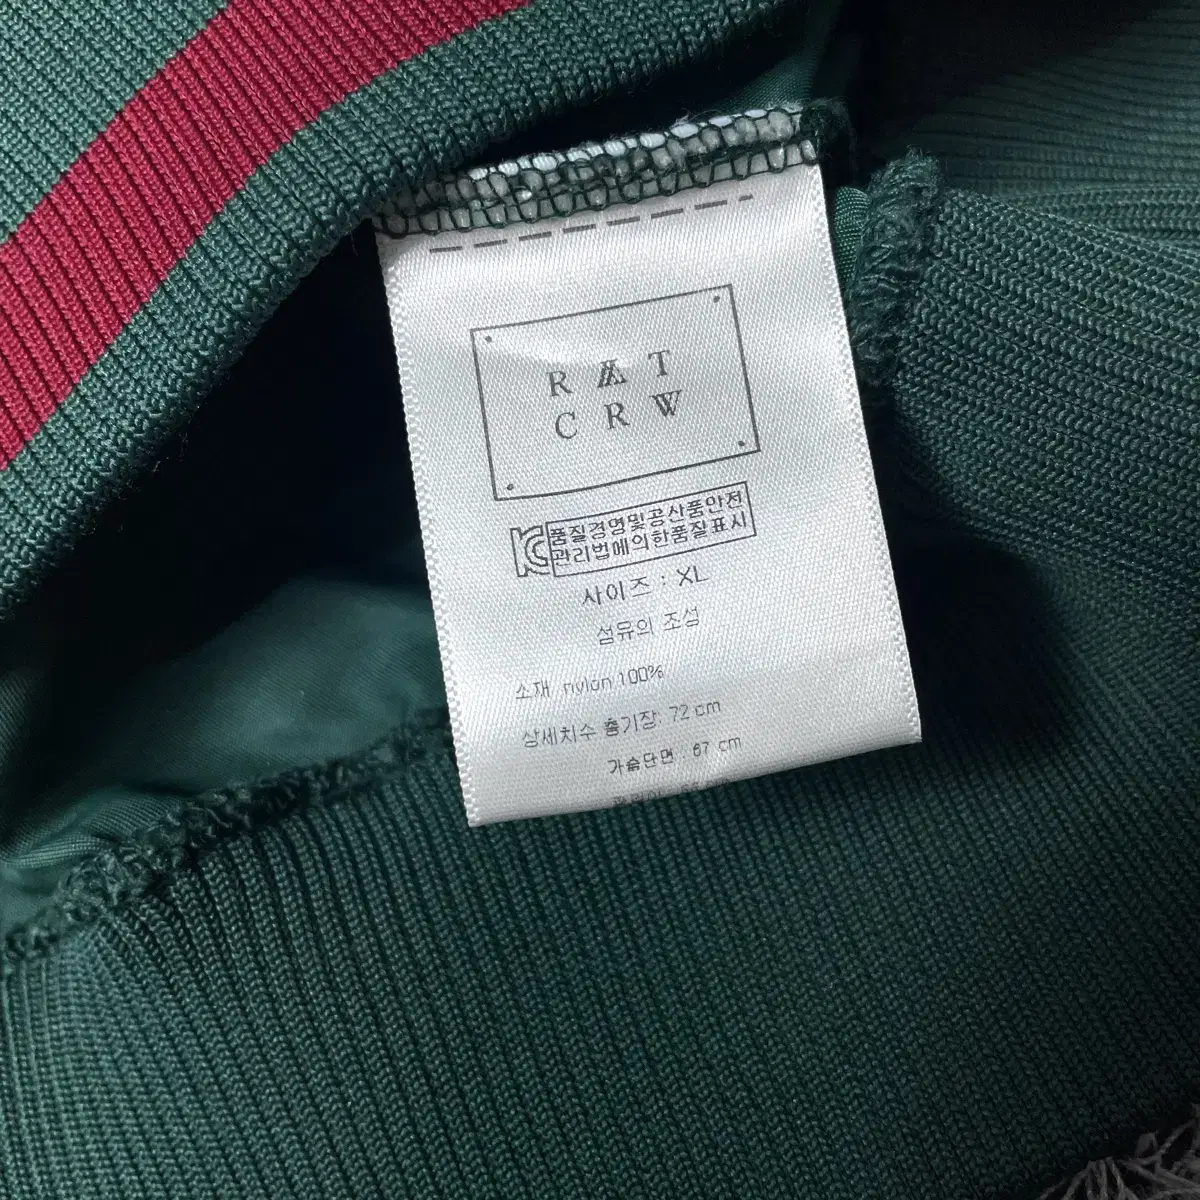 R A T
C R W
KC 품질경영및공산품안전
관리법에의한품질표시
사이즈 : XL
섬유의 조성
소재 nylon 100%
상세치수 총기장: 72 cm
가슴단면 : 67 cm